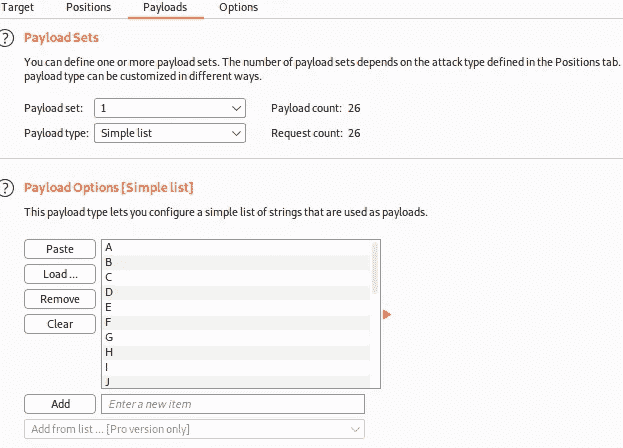 Target Positions Payloads Options
? Payload Sets
You can define one or more payload sets. The number of payload sets depends on the attack type defined in the Positions tab.
payload type can be customized in different ways.
Payload set: 1 Payload count: 26
Payload type: Simple list Request count: 26
? Payload Options [Simple list]
This payload type lets you configure a simple list of strings that are used as payloads.
Paste
Load ...
Remove
Clear
A
B
C
D
E
F
G
H
I
J
Add Enter a new item
Add from list ... [Pro version only]